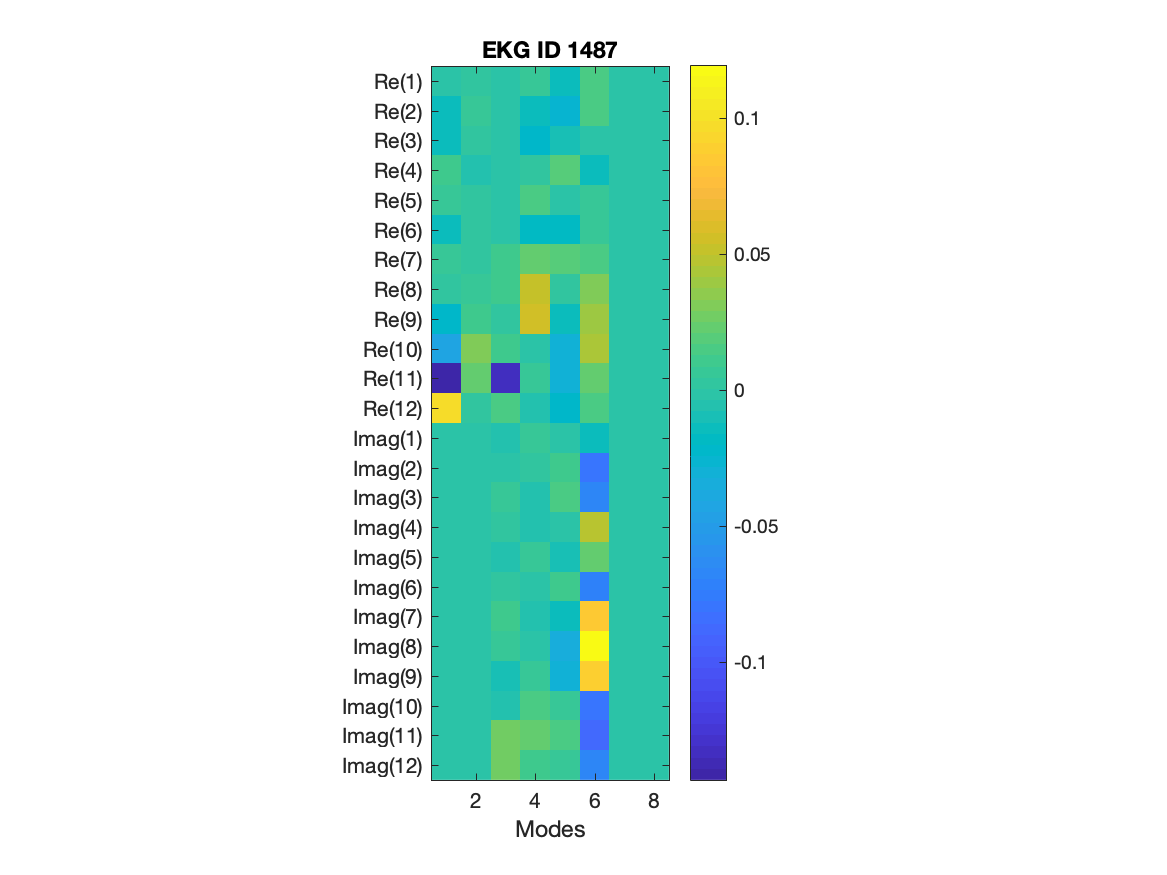 EKG ID 1487
Re(1)
Re(2)
Re(3)
Re(4)
Re(5)
Re(6)
Re(7)
Re(8)
Re(9)
Re(10)
Re(11)
Re(12)
Imag(1)
Imag(2)
Imag(3)
Imag(4)
Imag(5)
Imag(6)
Imag(7)
Imag(8)
Imag(9)
Imag(10)
Imag(11)
Imag(12)
2 4 6 8
Modes
0.1
0.05
0
-0.05
-0.1